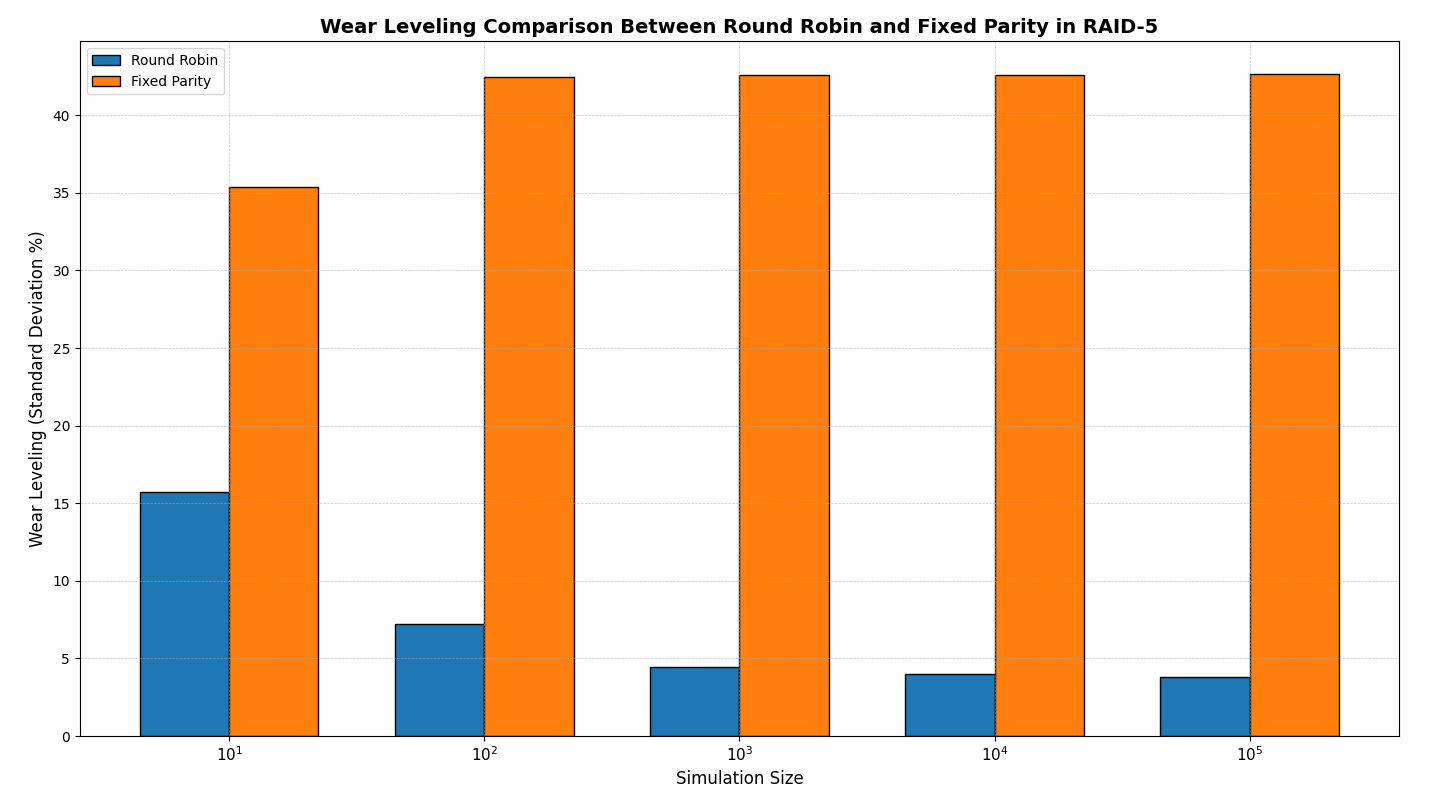 Wear Leveling Comparison Between Round Robin and Fixed Parity in RAID-5
Round Robin
Fixed Parity
Wear Leveling (Standard Deviation %)
40
35
30
25
20
15
10
5
0
10¹
10²
10³
10⁴
10⁵
Simulation Size